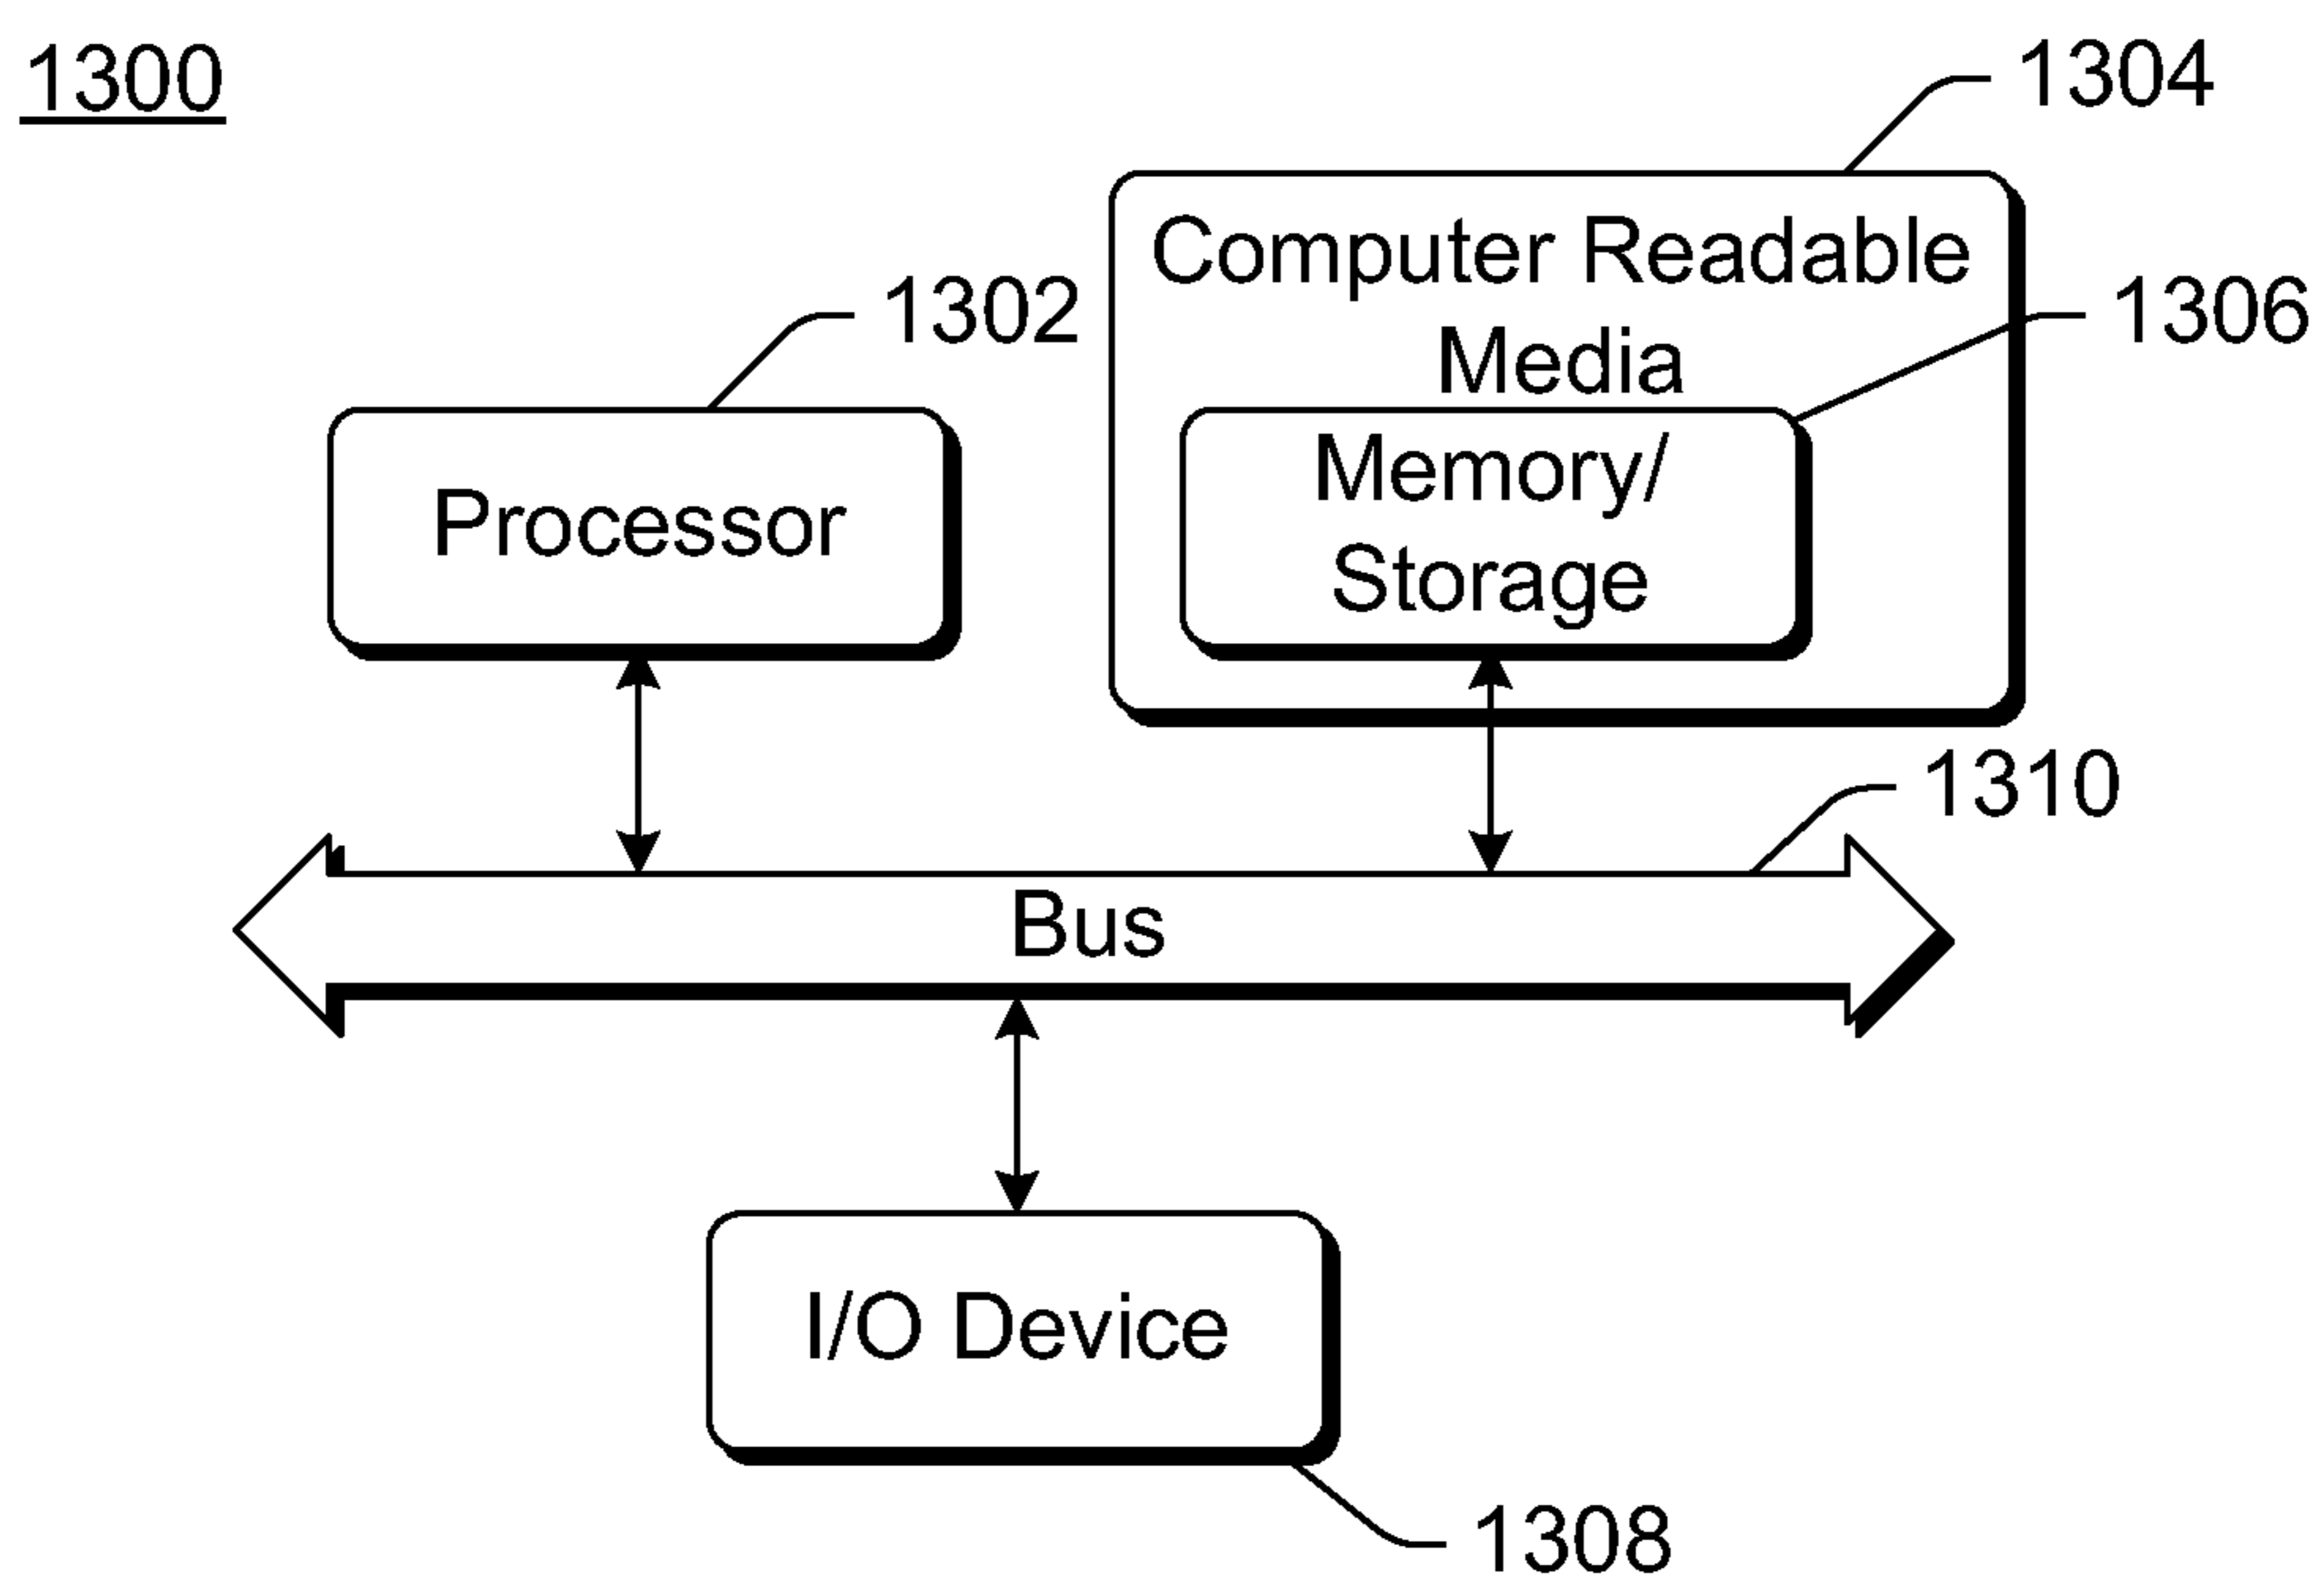 1300
1304
Computer Readable
Media
1302
1306
Processor
Memory/
Storage
1310
Bus
I/O Device
1308